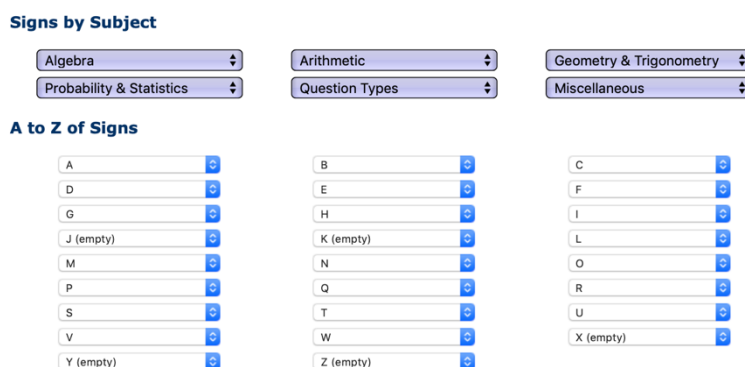 Signs by Subject
Algebra Arithmetic Geometry & Trigonometry
Probability & Statistics Question Types Miscellaneous
A to Z of Signs
A B C
D E F
G H I
J (empty) K (empty) L
M N O
P Q R
S T U
V W X (empty)
Y (empty) Z (empty)